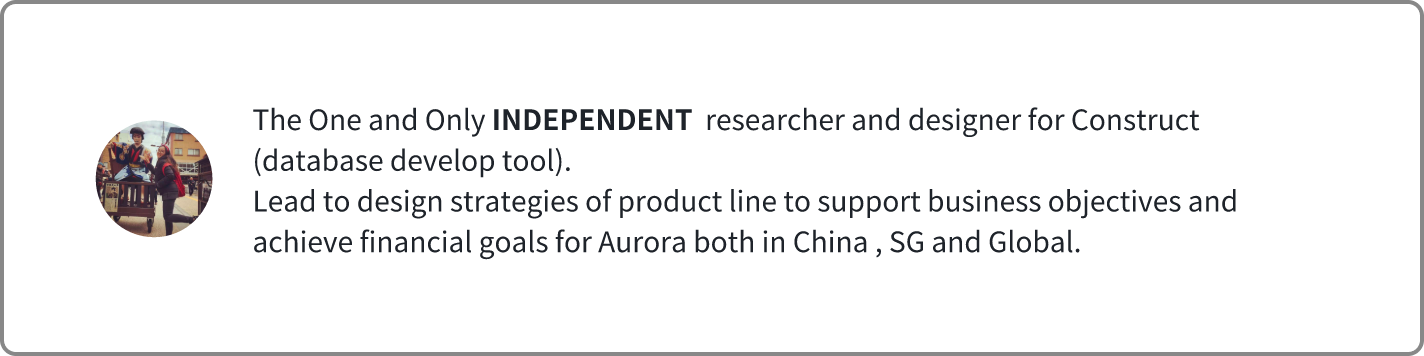 The One and Only INDEPENDENT researcher and designer for Construct
(database develop tool).
Lead to design strategies of product line to support business objectives and
achieve financial goals for Aurora both in China , SG and Global.